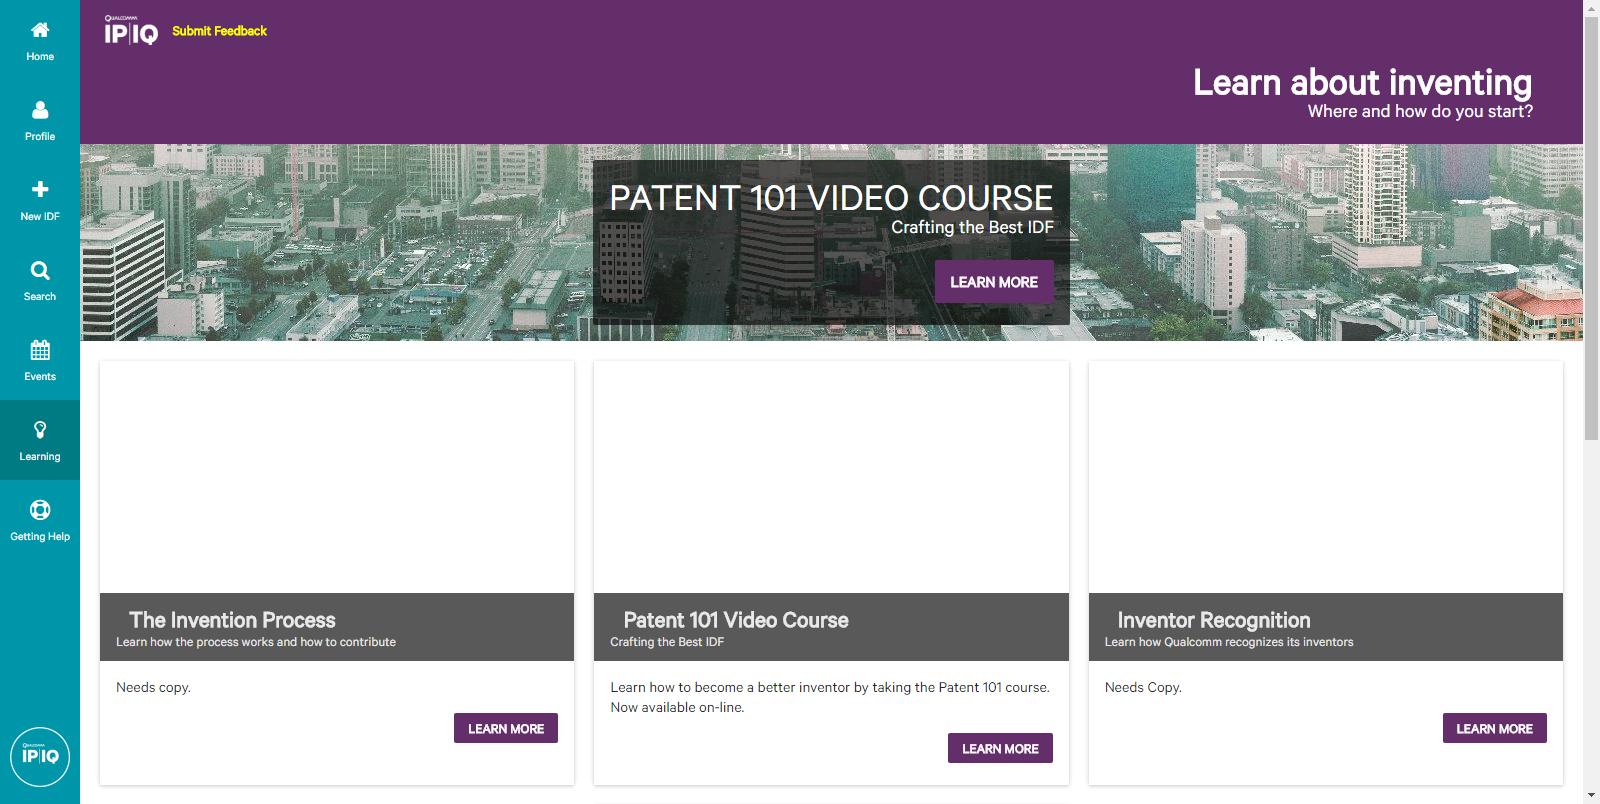 Home
Profile
New IDF
Search
Events
Learning
Getting Help
QUALCOMM
IP|IQ
QUALCOMM
IP|IQ
Submit Feedback
Learn about inventing
Where and how do you start?
PATENT 101 VIDEO COURSE
Crafting the Best IDF
LEARN MORE
The Invention Process
Learn how the process works and how to contribute
Needs copy.
LEARN MORE
Patent 101 Video Course
Crafting the Best IDF
Learn how to become a better inventor by taking the Patent 101 course.
Now available on-line.
LEARN MORE
Inventor Recognition
Learn how Qualcomm recognizes its inventors
Needs Copy.
LEARN MORE